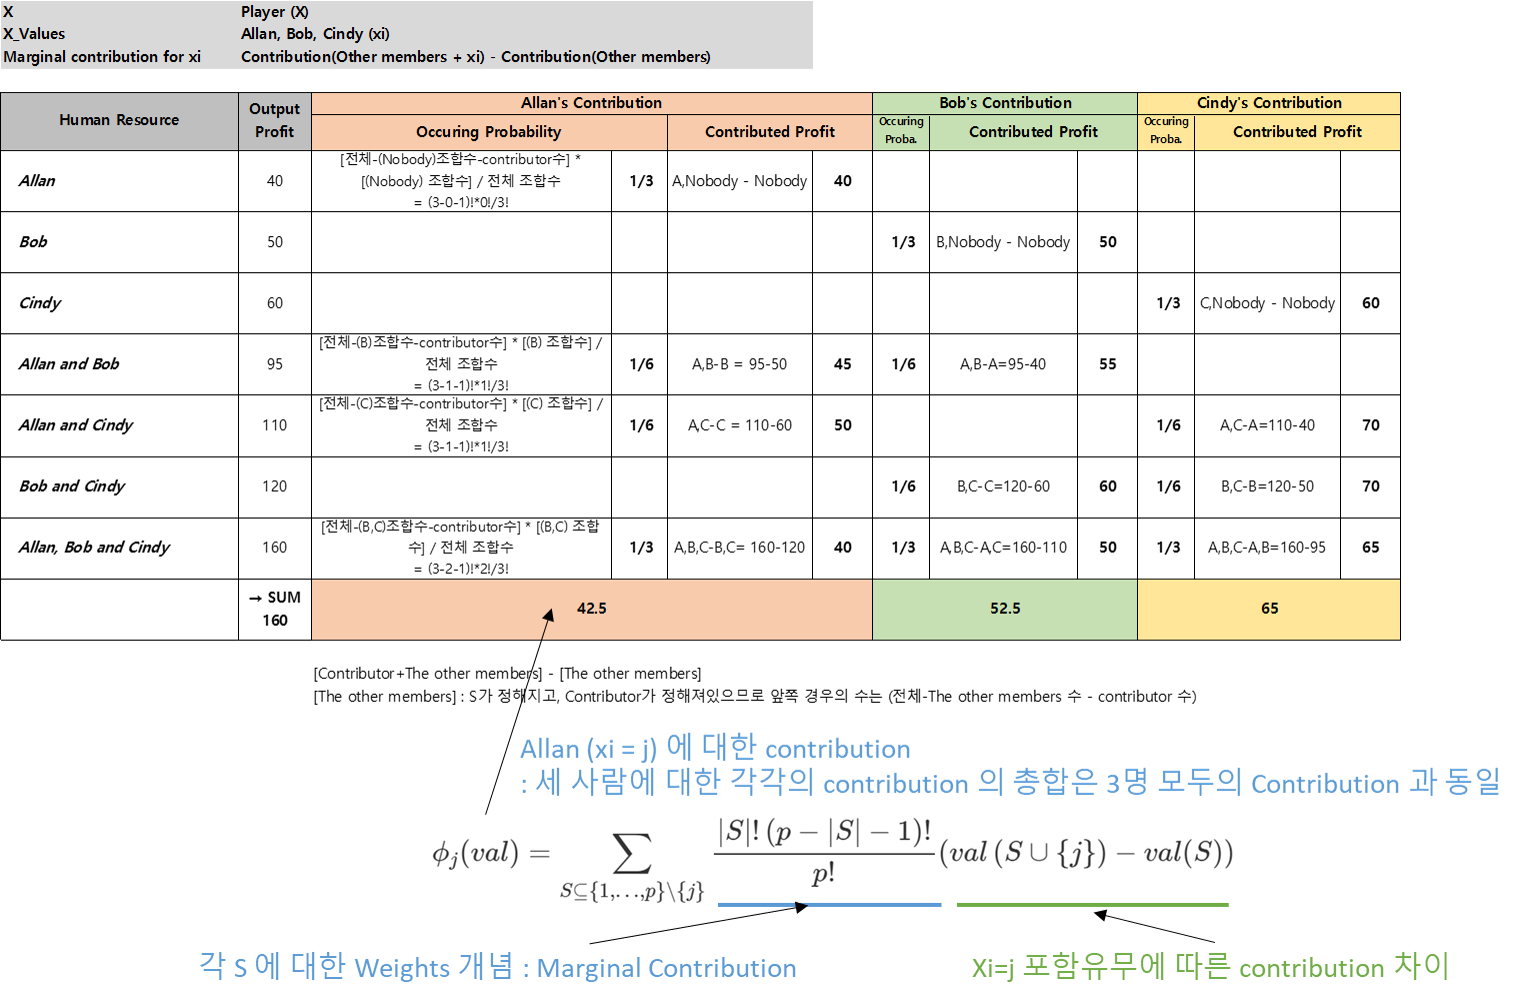 X Player (X)
X_Values Allan, Bob, Cindy (xi)
Marginal contribution for xi Contribution(Other members + xi) - Contribution(Other members)
Human Resource Output Profit Allan's Contribution Bob's Contribution Cindy's Contribution
Occuring Probability Contributed Profit Occuring Proba. Contributed Profit Occuring Proba. Contributed Profit
Allan 40 [전체-(Nobody)조합수-contributor수] *
[(Nobody) 조합수] / 전체 조합수
= (3-0-1)!*0!/3! 1/3 A,Nobody - Nobody 40
Bob 50 1/3 B,Nobody - Nobody 50
Cindy 60 1/3 C,Nobody - Nobody 60
Allan and Bob 95 [전체-(B)조합수-contributor수] * [(B) 조합수] /
전체 조합수
= (3-1-1)!*1!/3! 1/6 A,B-B = 95-50 45 1/6 A,B-A=95-40 55
Allan and Cindy 110 [전체-(C)조합수-contributor수] * [(C) 조합수] /
전체 조합수
= (3-1-1)!*1!/3! 1/6 A,C-C = 110-60 50 1/6 A,C-A=110-40 70
Bob and Cindy 120 1/6 B,C-C=120-60 60 1/6 B,C-B=120-50 70
Allan, Bob and Cindy 160 [전체-(B,C)조합수-contributor수] * [(B,C) 조합
수] / 전체 조합수
= (3-2-1)!*2!/3! 1/3 A,B,C-B,C= 160-120 40 1/3 A,B,C-A,C=160-110 50 1/3 A,B,C-A,B=160-95 65
→ SUM
160 42.5 52.5 65
[Contributor+The other members] - [The other members]
[The other members] : S가 정해지고, Contributor가 정해져있으므로 앞쪽 경우의 수는 (전체-The other members 수 - contributor 수)
Allan (xi = j) 에 대한 contribution
: 세 사람에 대한 각각의 contribution 의 총합은 3명 모두의 Contribution 과 동일
ϕj(val) = ∑ S⊆{1,...,p}\{j} |S|! (p − |S| − 1)! / p! (val (S ∪ {j}) − val(S))
각 S 에 대한 Weights 개념 : Marginal Contribution
Xi=j 포함유무에 따른 contribution 차이